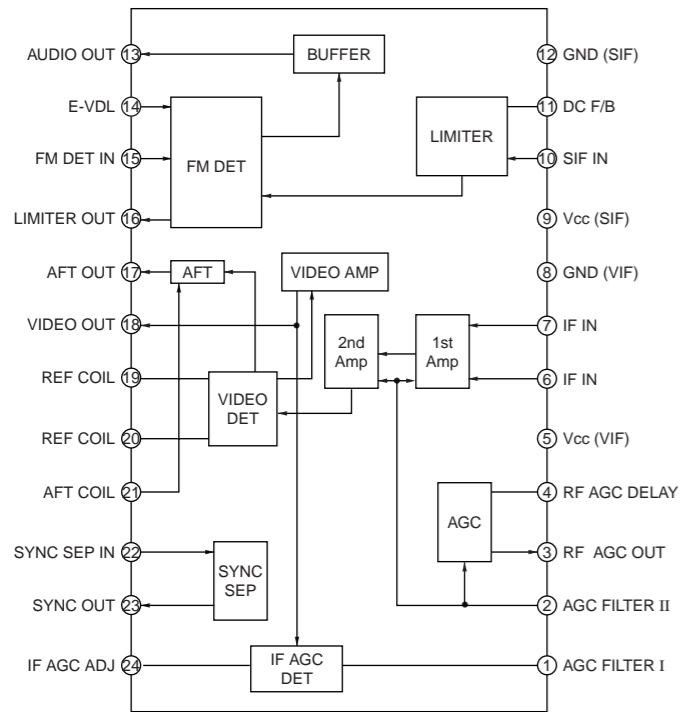 AUDIO OUT 13 BUFFER 12 GND (SIF)
E-VDL 14 11 DC F/B
LIMITER
FM DET IN 15 FM DET 10 SIF IN
LIMITER OUT 16 9 Vcc (SIF)
AFT OUT 17 AFT VIDEO AMP 8 GND (VIF)
VIDEO OUT 18 7 IF IN
2nd Amp
1st Amp
REF COIL 19 6 IF IN
VIDEO DET
REF COIL 20 5 Vcc (VIF)
AFT COIL 21 4 RF AGC DELAY
AGC
SYNC SEP IN 22 3 RF AGC OUT
SYNC SEP
SYNC OUT 23 2 AGC FILTER II
IF AGC ADJ 24 IF AGC DET 1 AGC FILTER I